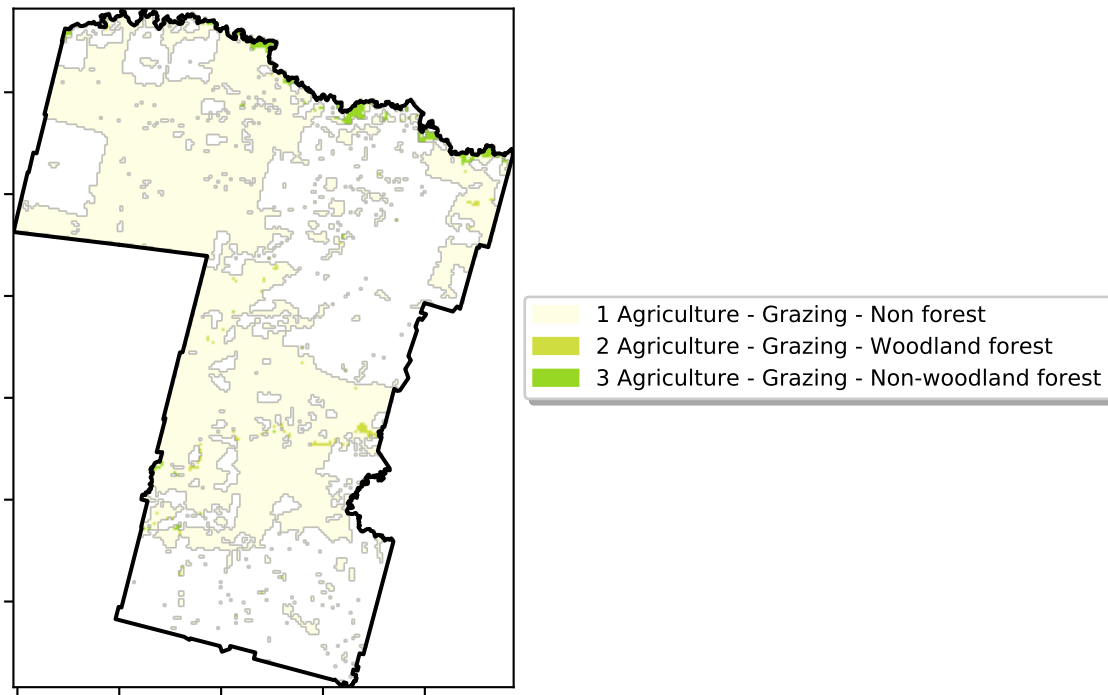 1 Agriculture - Grazing - Non forest
2 Agriculture - Grazing - Woodland forest
3 Agriculture - Grazing - Non-woodland forest